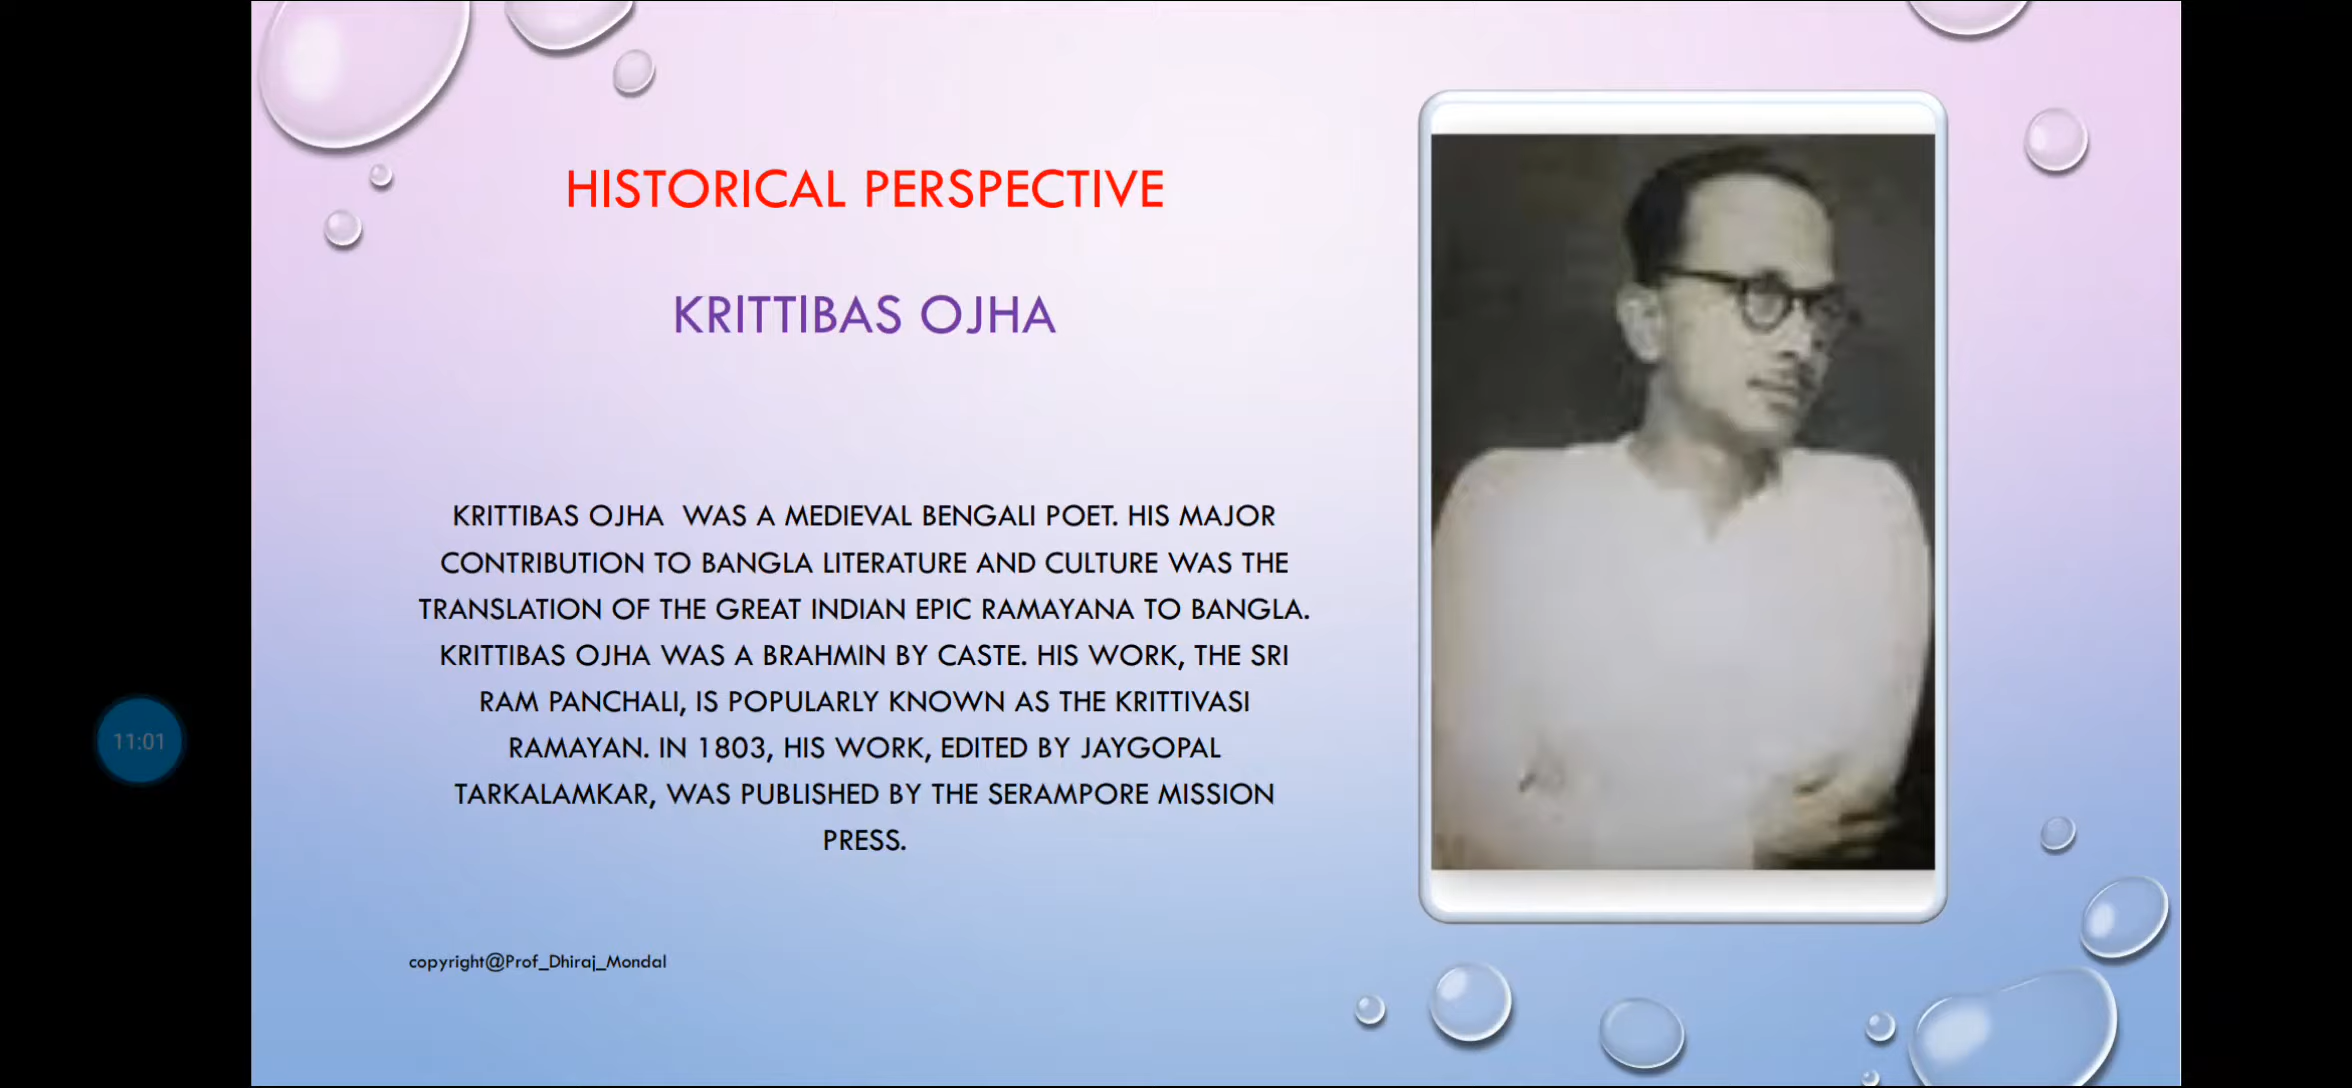 HISTORICAL PERSPECTIVE
KRITTIBAS OJHA
KRITTIBAS OJHA WAS A MEDIEVAL BENGALI POET. HIS MAJOR
CONTRIBUTION TO BANGLA LITERATURE AND CULTURE WAS THE
TRANSLATION OF THE GREAT INDIAN EPIC RAMAYANA TO BANGLA.
KRITTIBAS OJHA WAS A BRAHMIN BY CASTE. HIS WORK, THE SRI
RAM PANCHALI, IS POPULARLY KNOWN AS THE KRITTIVASI
RAMAYAN. IN 1803, HIS WORK, EDITED BY JAYGOPAL
TARKALAMKAR, WAS PUBLISHED BY THE SERAMPORE MISSION
PRESS.
11:01
copyright@Prof_Dhiraj_Mondal